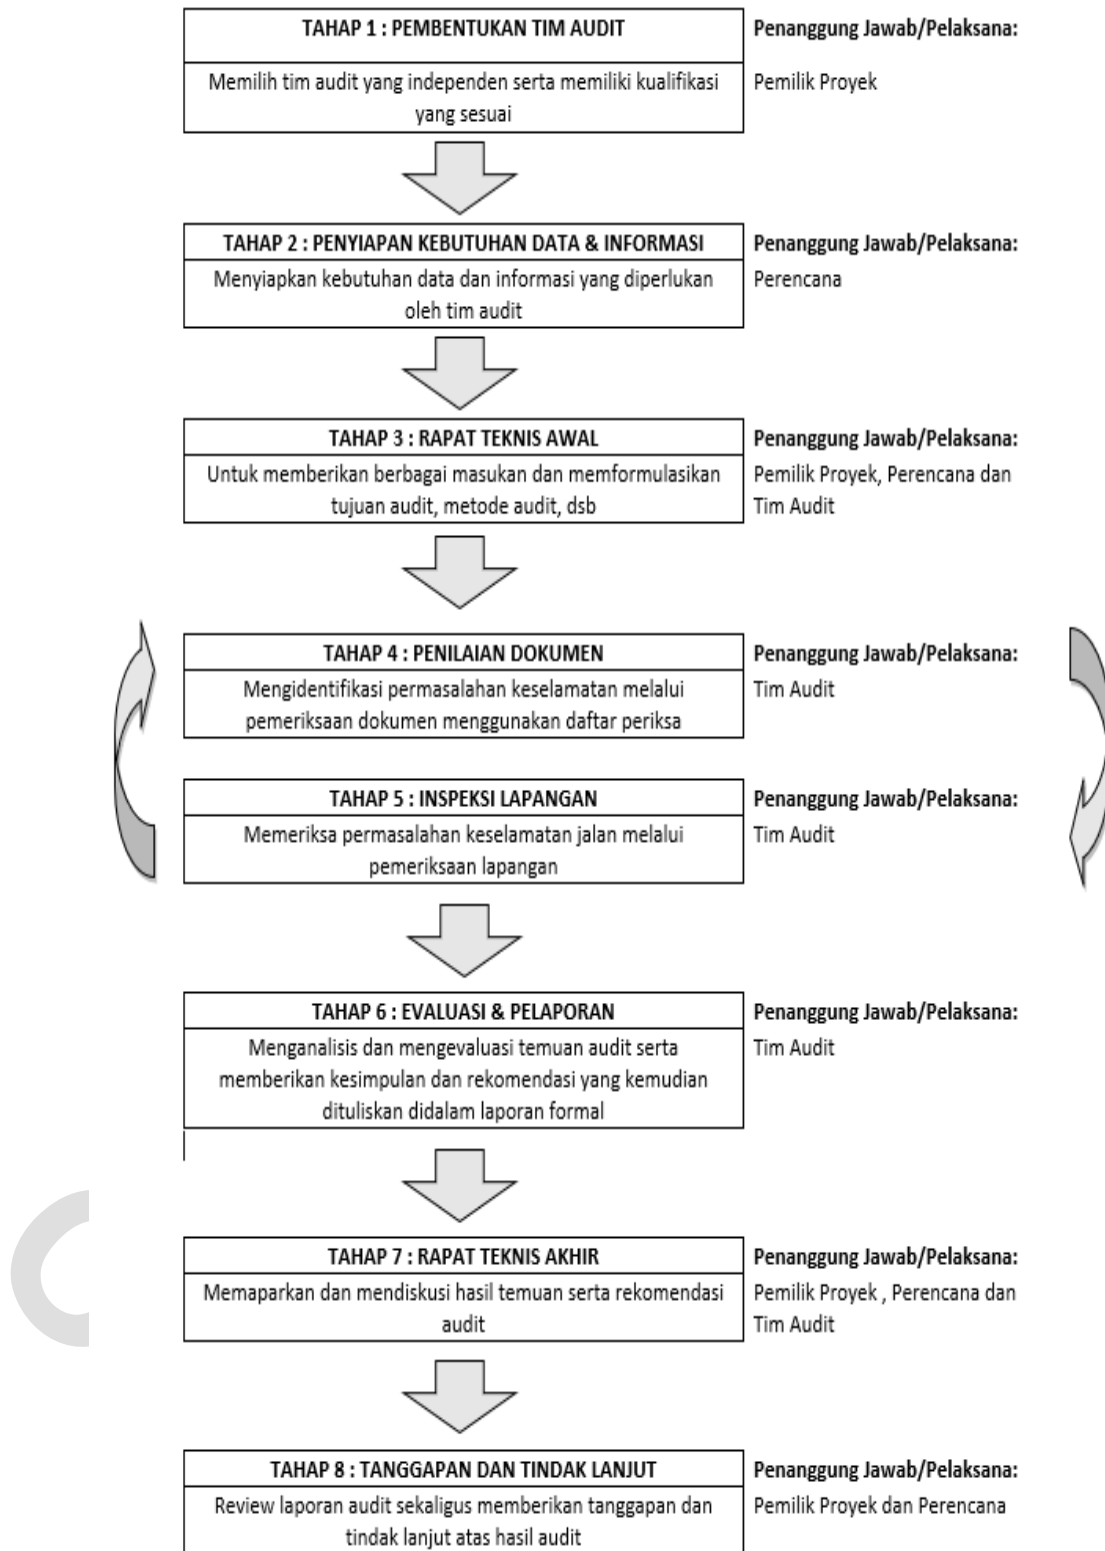 TAHAP 1 : PEMBENTUKAN TIM AUDIT
Penanggung Jawab/Pelaksana:
Memilih tim audit yang independen serta memiliki kualifikasi
yang sesuai
Pemilik Proyek
TAHAP 2 : PENYIAPAN KEBUTUHAN DATA & INFORMASI
Penanggung Jawab/Pelaksana:
Menyiapkan kebutuhan data dan informasi yang diperlukan
oleh tim audit
Perencana
TAHAP 3 : RAPAT TEKNIS AWAL
Penanggung Jawab/Pelaksana:
Untuk memberikan berbagai masukan dan memformulasikan
tujuan audit, metode audit, dsb
Pemilik Proyek, Perencana dan
Tim Audit
TAHAP 4 : PENILAIAN DOKUMEN
Penanggung Jawab/Pelaksana:
Mengidentifikasi permasalahan keselamatan melalui
pemeriksaan dokumen menggunakan daftar periksa
Tim Audit
TAHAP 5 : INSPEKSI LAPANGAN
Penanggung Jawab/Pelaksana:
Memeriksa permasalahan keselamatan jalan melalui
pemeriksaan lapangan
Tim Audit
TAHAP 6 : EVALUASI & PELAPORAN
Penanggung Jawab/Pelaksana:
Menganalisis dan mengevaluasi temuan audit serta
memberikan kesimpulan dan rekomendasi yang kemudian
dituliskan didalam laporan formal
Tim Audit
TAHAP 7 : RAPAT TEKNIS AKHIR
Penanggung Jawab/Pelaksana:
Memaparkan dan mendiskusi hasil temuan serta rekomendasi
audit
Pemilik Proyek , Perencana dan
Tim Audit
TAHAP 8 : TANGGAPAN DAN TINDAK LANJUT
Penanggung Jawab/Pelaksana:
Review laporan audit sekaligus memberikan tanggapan dan
tindak lanjut atas hasil audit
Pemilik Proyek dan Perencana